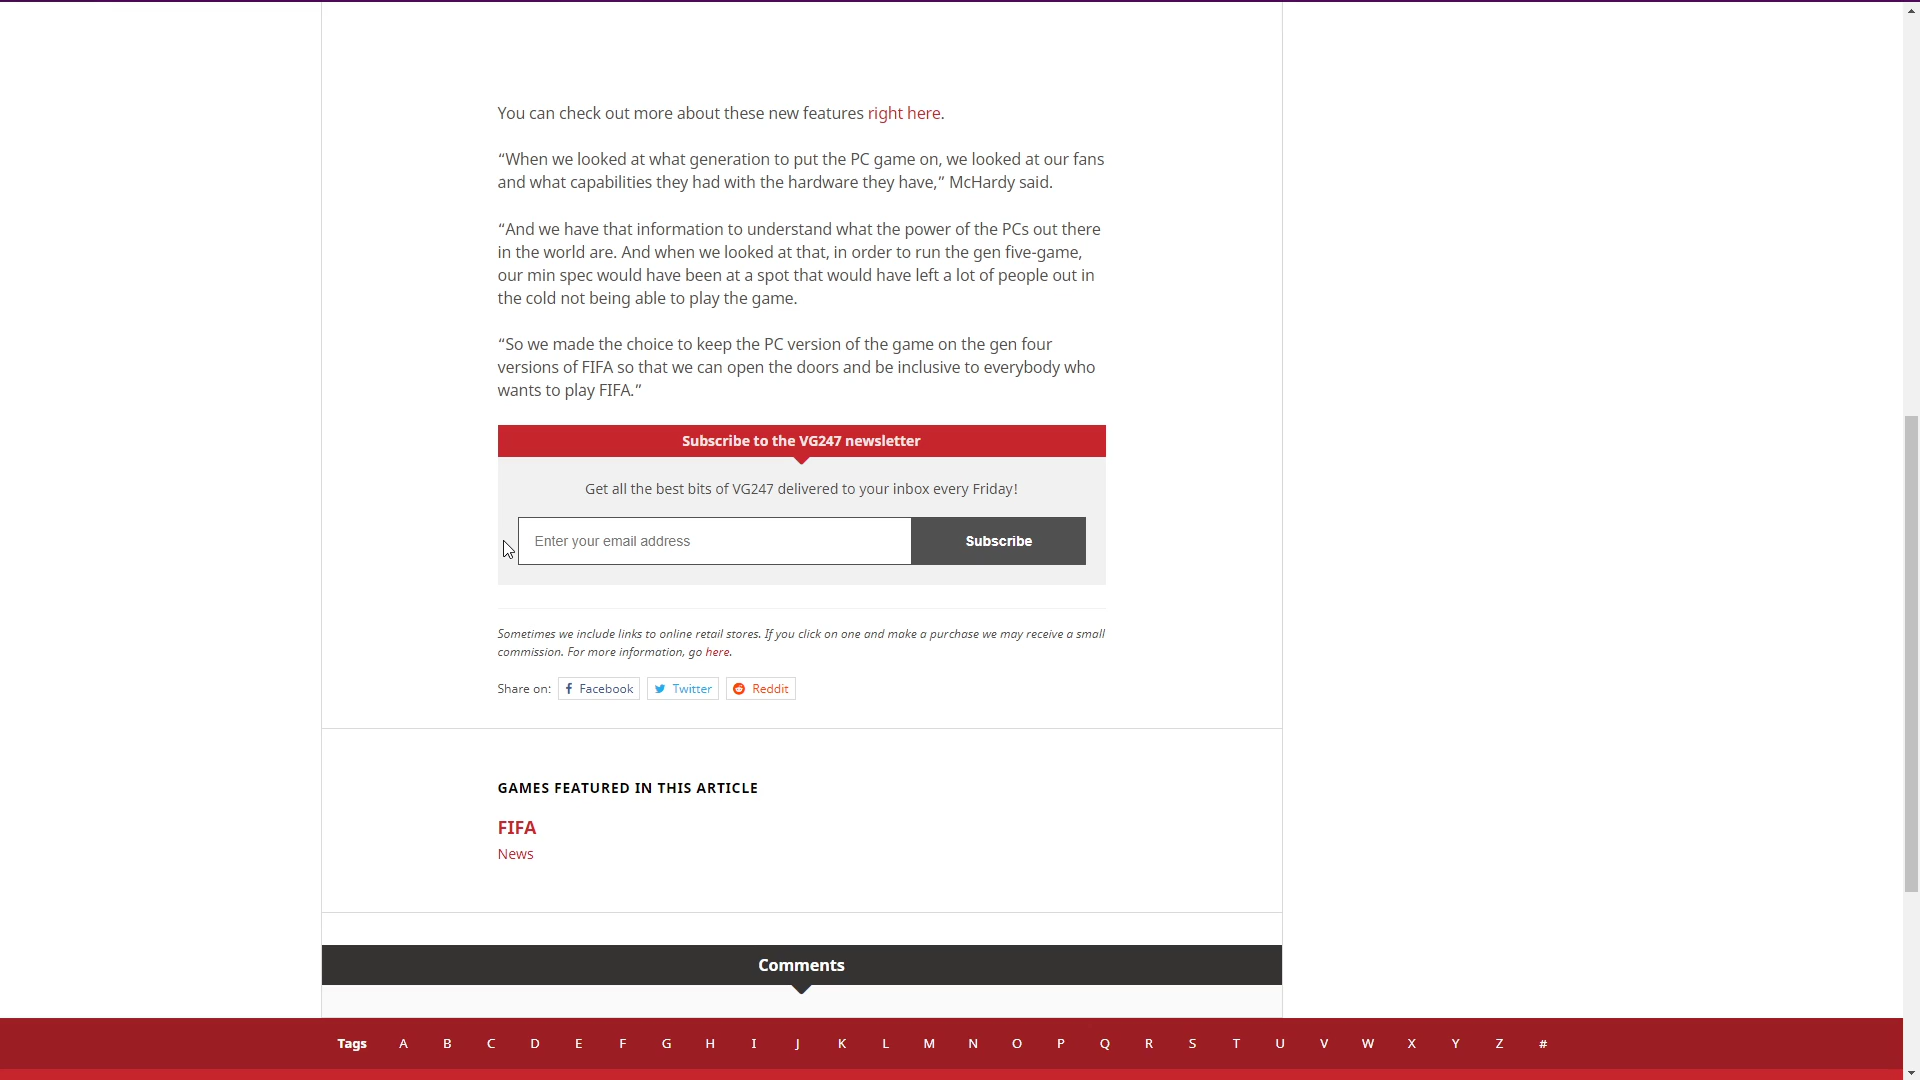 You can check out more about these new features right here.
“When we looked at what generation to put the PC game on, we looked at our fans
and what capabilities they had with the hardware they have,” McHardy said.
“And we have that information to understand what the power of the PCs out there
in the world are. And when we looked at that, in order to run the gen five-game,
our min spec would have been at a spot that would have left a lot of people out in
the cold not being able to play the game.
“So we made the choice to keep the PC version of the game on the gen four
versions of FIFA so that we can open the doors and be inclusive to everybody who
wants to play FIFA.”
Subscribe to the VG247 newsletter
Get all the best bits of VG247 delivered to your inbox every Friday!
Enter your email address Subscribe
Sometimes we include links to online retail stores. If you click on one and make a purchase we may receive a small
commission. For more information, go here.
Share on: Facebook Twitter Reddit
GAMES FEATURED IN THIS ARTICLE
FIFA
News
Comments
Tags A B C D E F G H I J K L M N O P Q R S T U V W X Y Z #